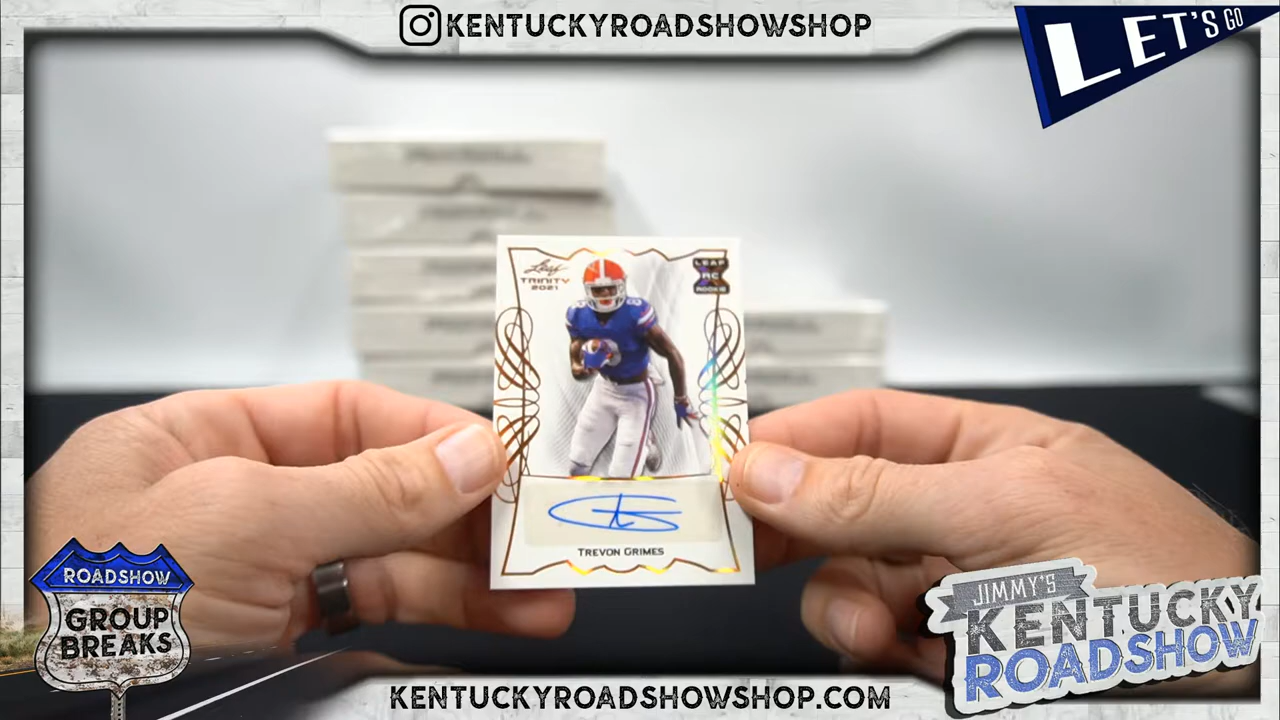 KENTUCKYROADSHOWSHOP
LET'S GO
Leaf
TRINITY
2021
LEAF
RC
ROOKIE
TREVON GRIMES
ROADSHOW
GROUP
BREAKS
JIMMY'S
KENTUCKY
ROADSHOW
KENTUCKYROADSHOWSHOP.COM